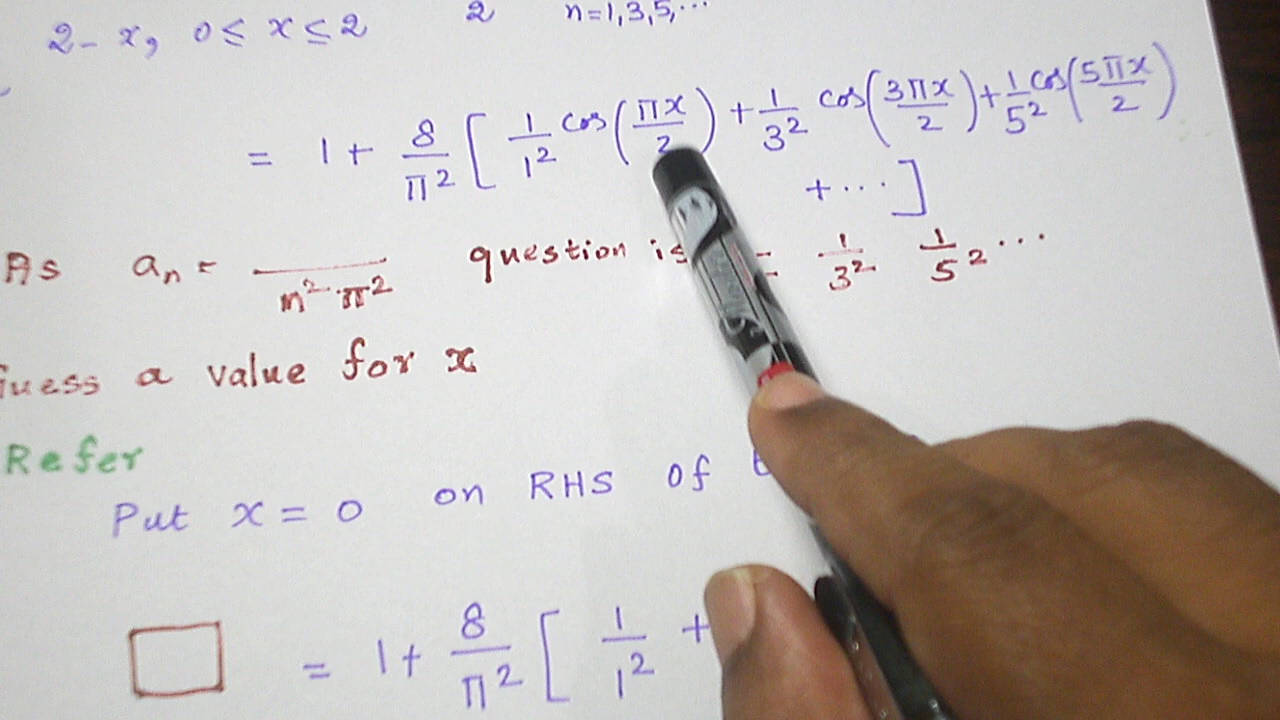 2 - x, 0 ≤ x ≤ 2   2   n=1,3,5,...
= 1 + 8/π² [ 1/1² cos(πx/2) + 1/3² cos(3πx/2) + 1/5² cos(5πx/2)
+ ... ]
As aₙ = —/n².π² question is 1/3² 1/5² ...
Guess a value for x
Refer
Put x = 0 on RHS of
□ = 1 + 8/π² [ 1/1² +